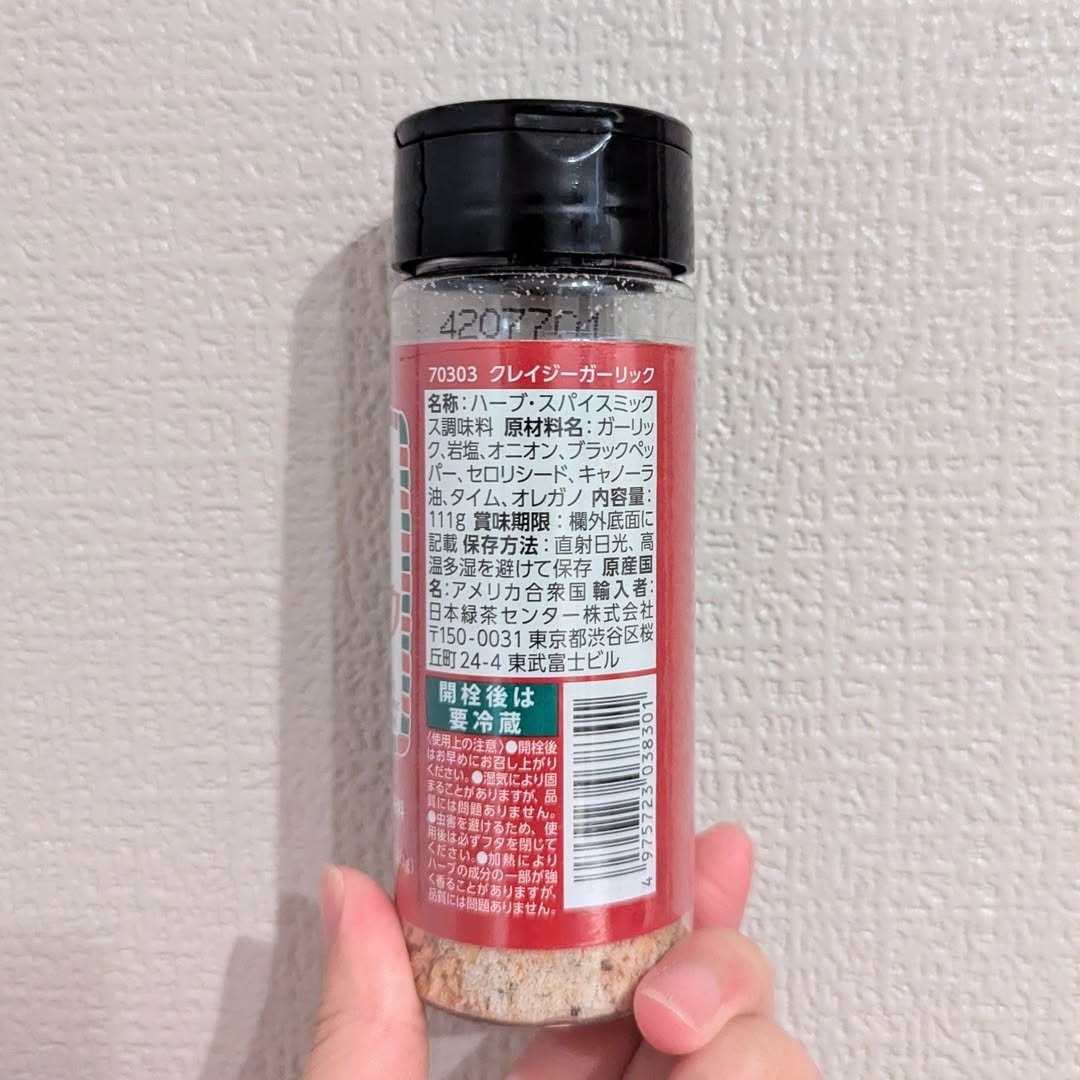 42077CA
70303 クレイジーガーリック
名称：ハーブ・スパイスミック
ス調味料 原材料名：ガーリッ
ク、岩塩、オニオン、ブラックペッ
パー、セロリシード、キャノーラ
油、タイム、オレガノ 内容量：
111g 賞味期限：欄外底面に
記載 保存方法：直射日光、高
温多湿を避けて保存 原産国
名：アメリカ合衆国 輸入者：
日本緑茶センター株式会社
〒150-0031 東京都渋谷区桜
丘町24-4 東武富士ビル
開栓後は
要冷蔵
〈使用上の注意〉●開栓後
はお早めにお召し上がり
ください。●湿気により固
まることがありますが、品
質には問題ありません。
●虫害を避けるため、使
用後は必ずフタを閉じて
ください。●加熱により
ハーブの成分の一部が強
く香ることがありますが、
品質には問題ありません。
4 975723 038301